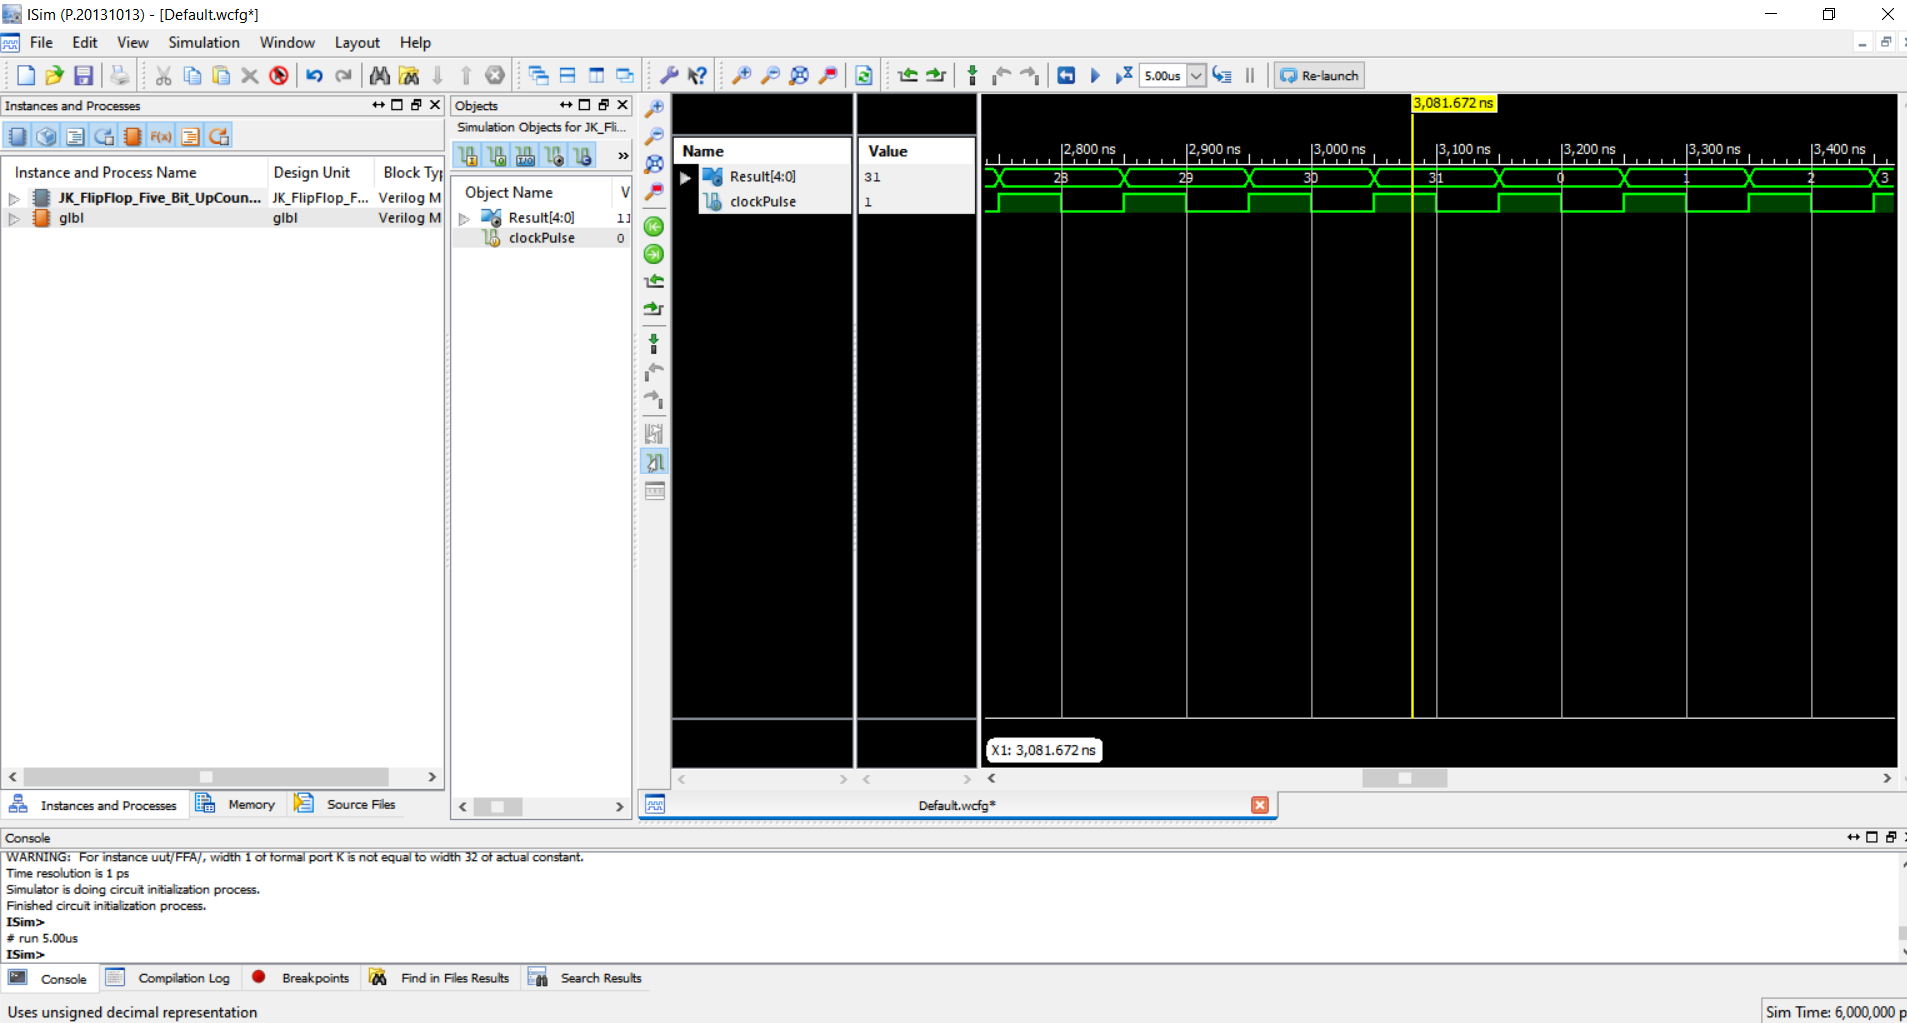 ISim (P.20131013) - [Default.wcfg*]
File Edit View Simulation Window Layout Help
5.00us Re-launch
Instances and Processes
Instance and Process Name Design Unit Block Typ
JK_FlipFlop_Five_Bit_UpCoun... JK_FlipFlop_F... Verilog M
glbl glbl Verilog M
Instances and Processes Memory Source Files
Objects
Simulation Objects for JK_Fli...
Object Name V
Result[4:0] 11
clockPulse 0
Name Value
Result[4:0] 31
clockPulse 1
3,081.672 ns
2,800 ns 2,900 ns 3,000 ns 3,100 ns 3,200 ns 3,300 ns 3,400 ns
28 29 30 31 0 1 2 3
X1: 3,081.672 ns
Default.wcfg*
Console
WARNING: For instance uut/FFA/, width 1 of formal port K is not equal to width 32 of actual constant.
Time resolution is 1 ps
Simulator is doing circuit initialization process.
Finished circuit initialization process.
ISim>
# run 5.00us
ISim>
Console Compilation Log Breakpoints Find in Files Results Search Results
Uses unsigned decimal representation
Sim Time: 6,000,000 p